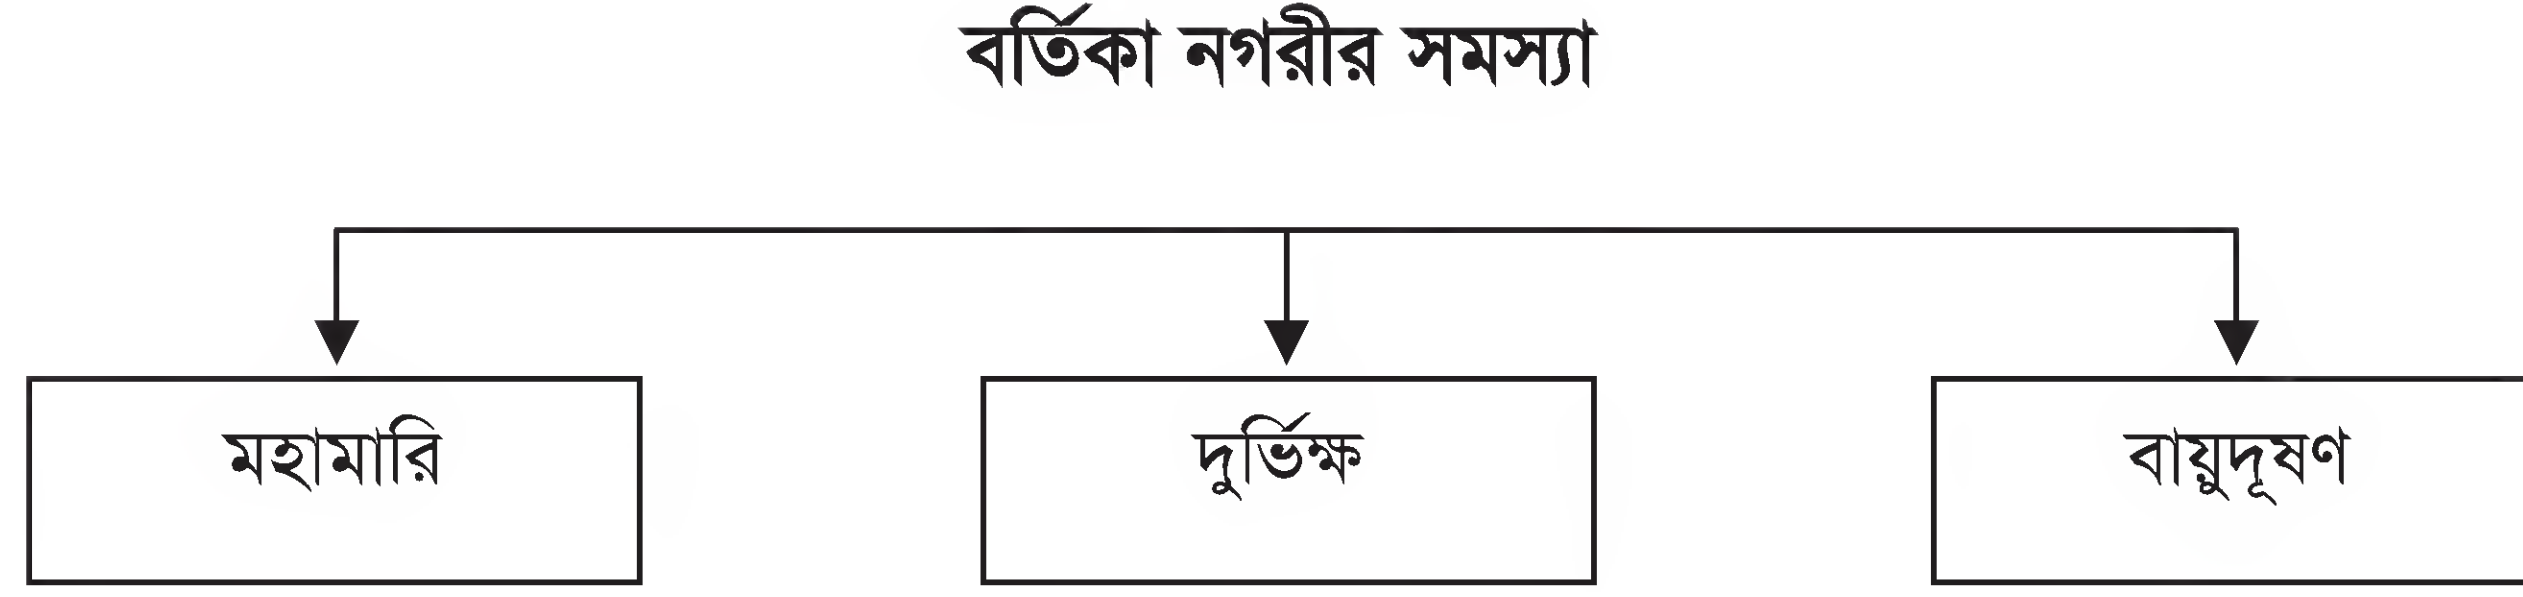 বর্তিকা নগরীর সমস্যা
মহামারি
দুর্ভিক্ষ
বায়ুদূষণ